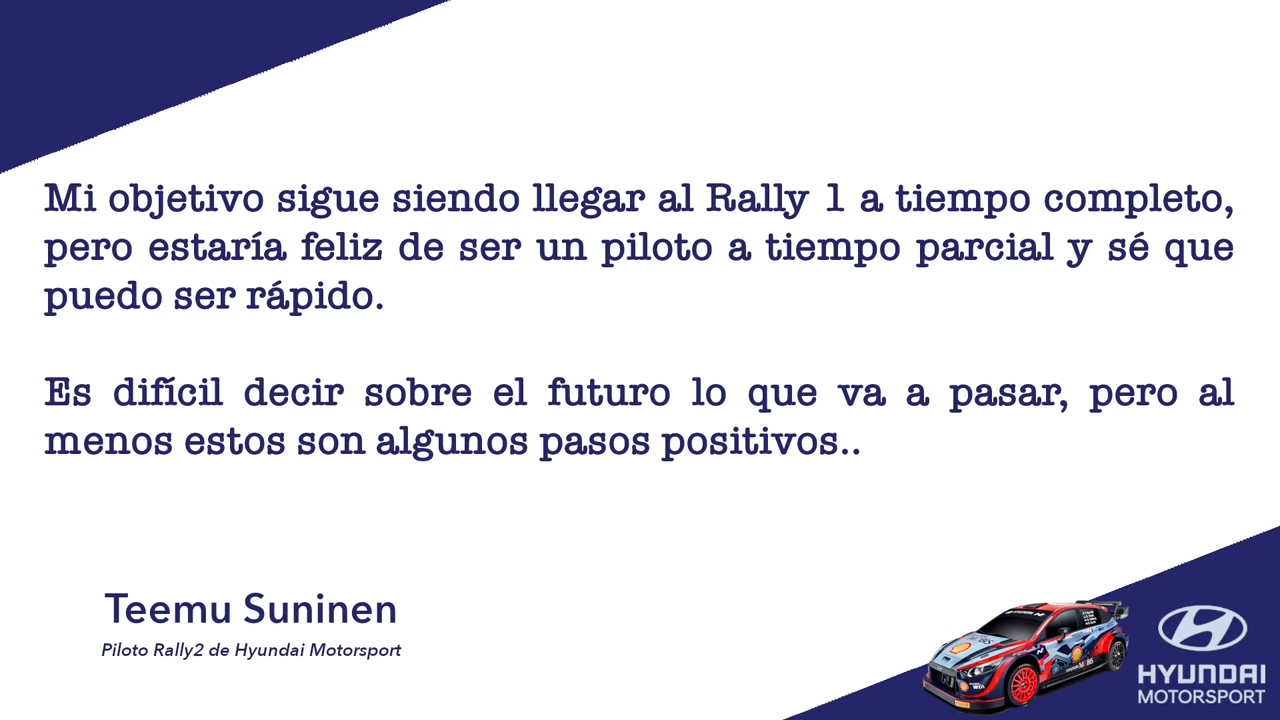 Mi objetivo sigue siendo llegar al Rally 1 a tiempo completo,
pero estaría feliz de ser un piloto a tiempo parcial y sé que
puedo ser rápido.
Es difícil decir sobre el futuro lo que va a pasar, pero al
menos estos son algunos pasos positivos..
Teemu Suninen
Piloto Rally2 de Hyundai Motorsport
HYUNDAI
MOTORSPORT